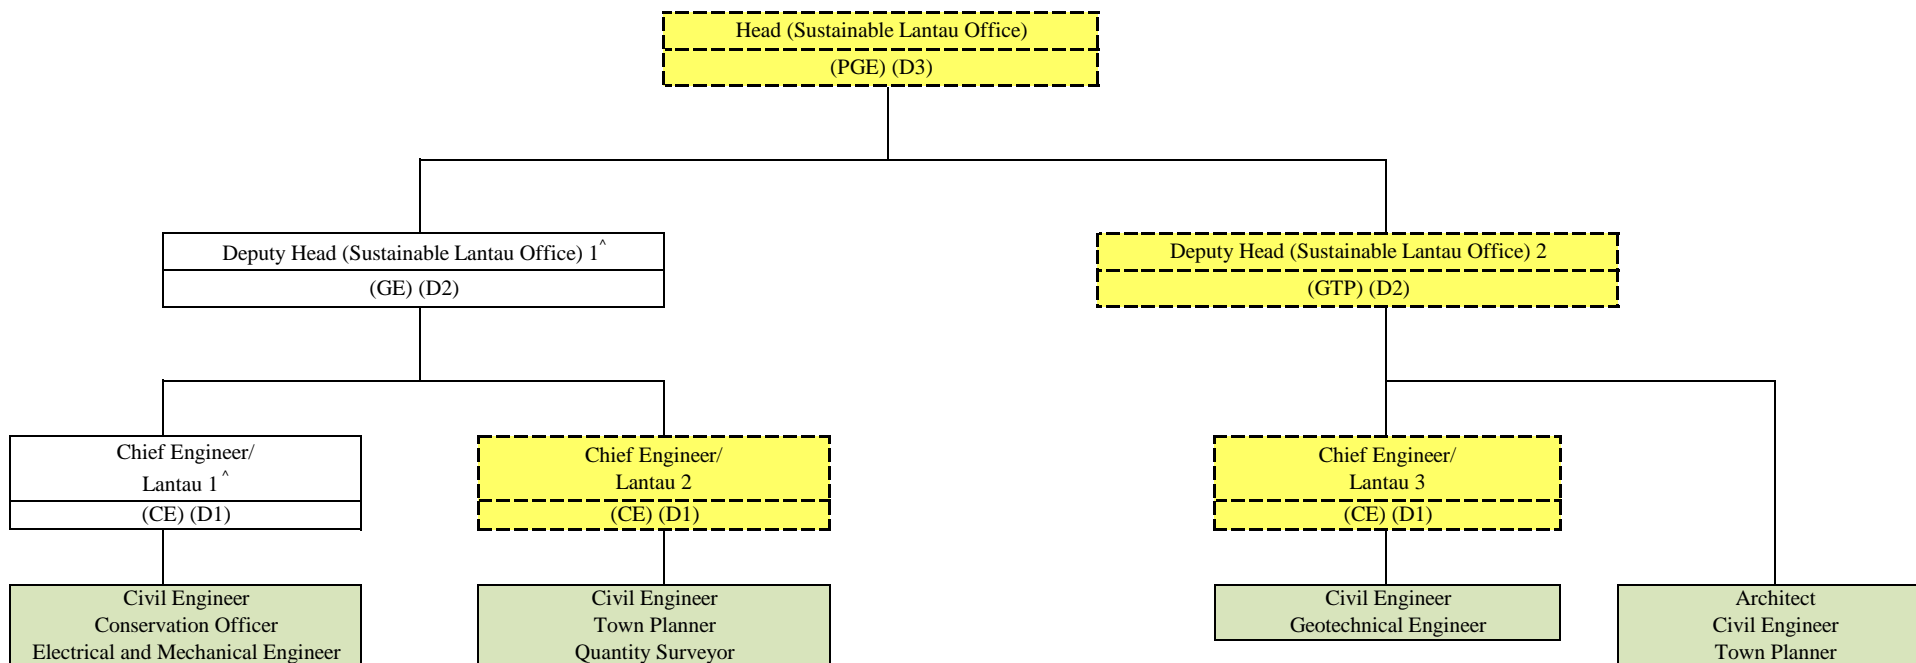 Head (Sustainable Lantau Office)
(PGE) (D3)
Deputy Head (Sustainable Lantau Office) 1^
(GE) (D2)
Deputy Head (Sustainable Lantau Office) 2
(GTP) (D2)
Chief Engineer/
Lantau 1^
(CE) (D1)
Chief Engineer/
Lantau 2
(CE) (D1)
Chief Engineer/
Lantau 3
(CE) (D1)
Civil Engineer
Conservation Officer
Electrical and Mechanical Engineer
Civil Engineer
Town Planner
Quantity Surveyor
Civil Engineer
Geotechnical Engineer
Architect
Civil Engineer
Town Planner